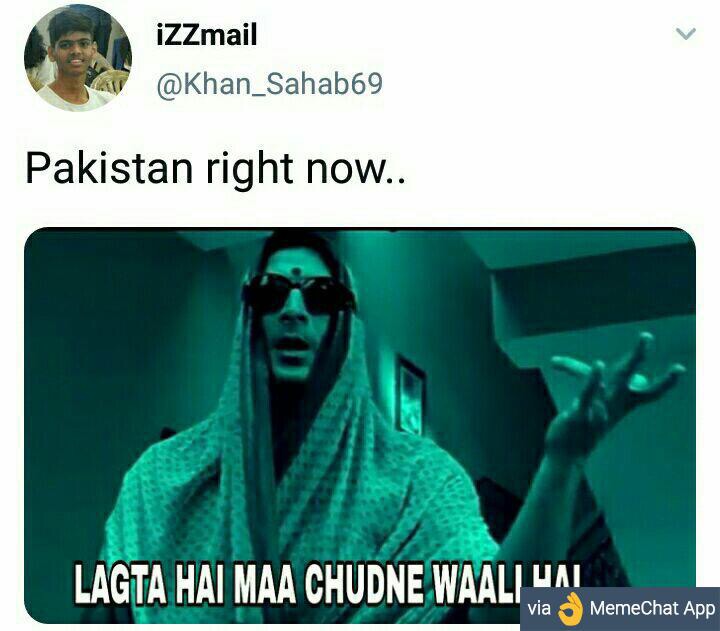 iZZmail
@Khan_Sahab69
Pakistan right now..
LAGTA HAI MAA CHUDNE WAALI HAI
via 👌 MemeChat App